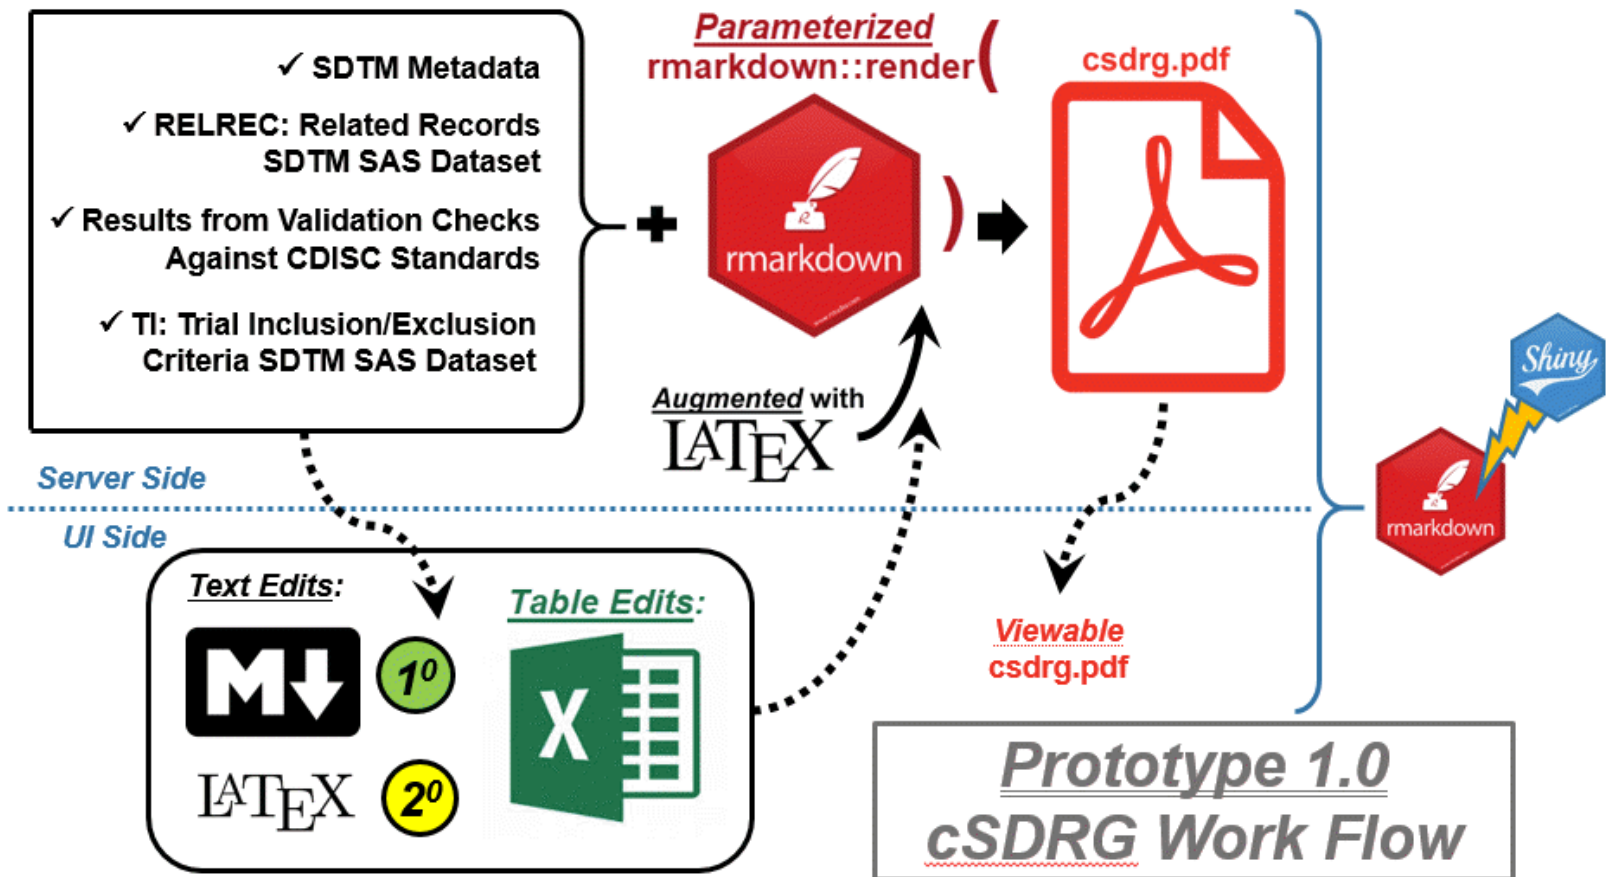 ✓ SDTM Metadata
✓ RELREC: Related Records
SDTM SAS Dataset
✓ Results from Validation Checks
Against CDISC Standards
✓ TI: Trial Inclusion/Exclusion
Criteria SDTM SAS Dataset
Parameterized
rmarkdown::render(
R
rmarkdown
)
csdrg.pdf
Augmented with
LATEX
Shiny
rmarkdown
Server Side
UI Side
Text Edits:
M
1⁰
LATEX
2⁰
Table Edits:
X
Viewable
csdrg.pdf
Prototype 1.0
cSDRG Work Flow